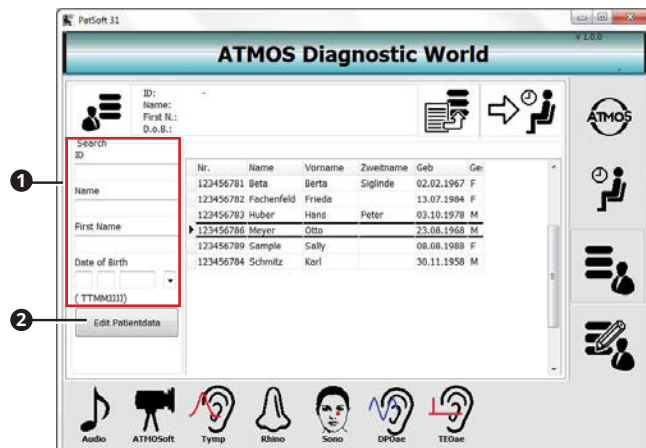 PatSoft 31
V 1.0.0
ATMOS Diagnostic World
ID: -
Name:
First N.:
D.o.B.:
ATMOS
Search
ID
Name
First Name
Date of Birth
(TTMMJJJJ)
Edit Patientdata
1
2
Nr. Name Vorname Zweitname Geb Ge:
123456781 Beta Berta Siglinde 02.02.1967 F
123456782 Fachenfeld Frieda 13.07.1984 F
123456783 Huber Hans Peter 03.10.1978 M
123456786 Meyer Otto 23.08.1968 M
123456789 Sample Sally 08.08.1988 F
123456784 Schmitz Karl 30.11.1958 M
Audio ATMOSoft Tymp Rhino Sono DPOae TEOae